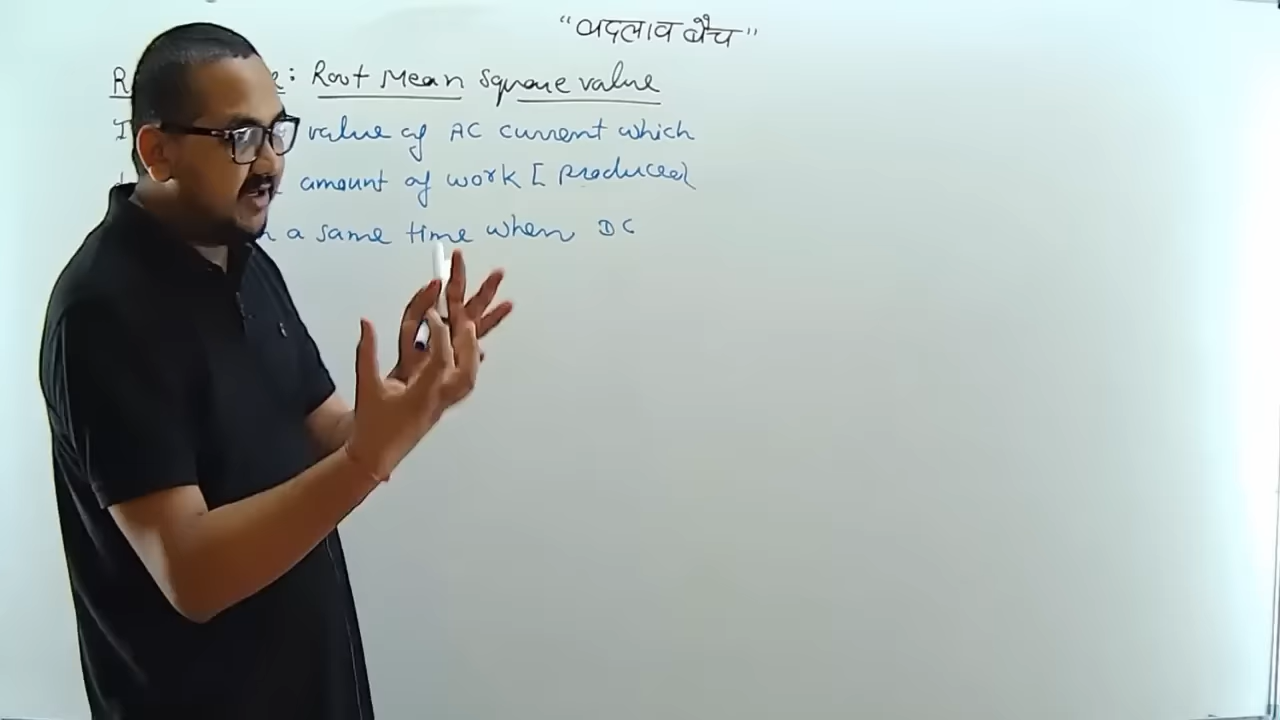 "बदलाव बैच"
R : Root Mean Square value
I value of AC current which
amount of work [ produced
a same time when DC